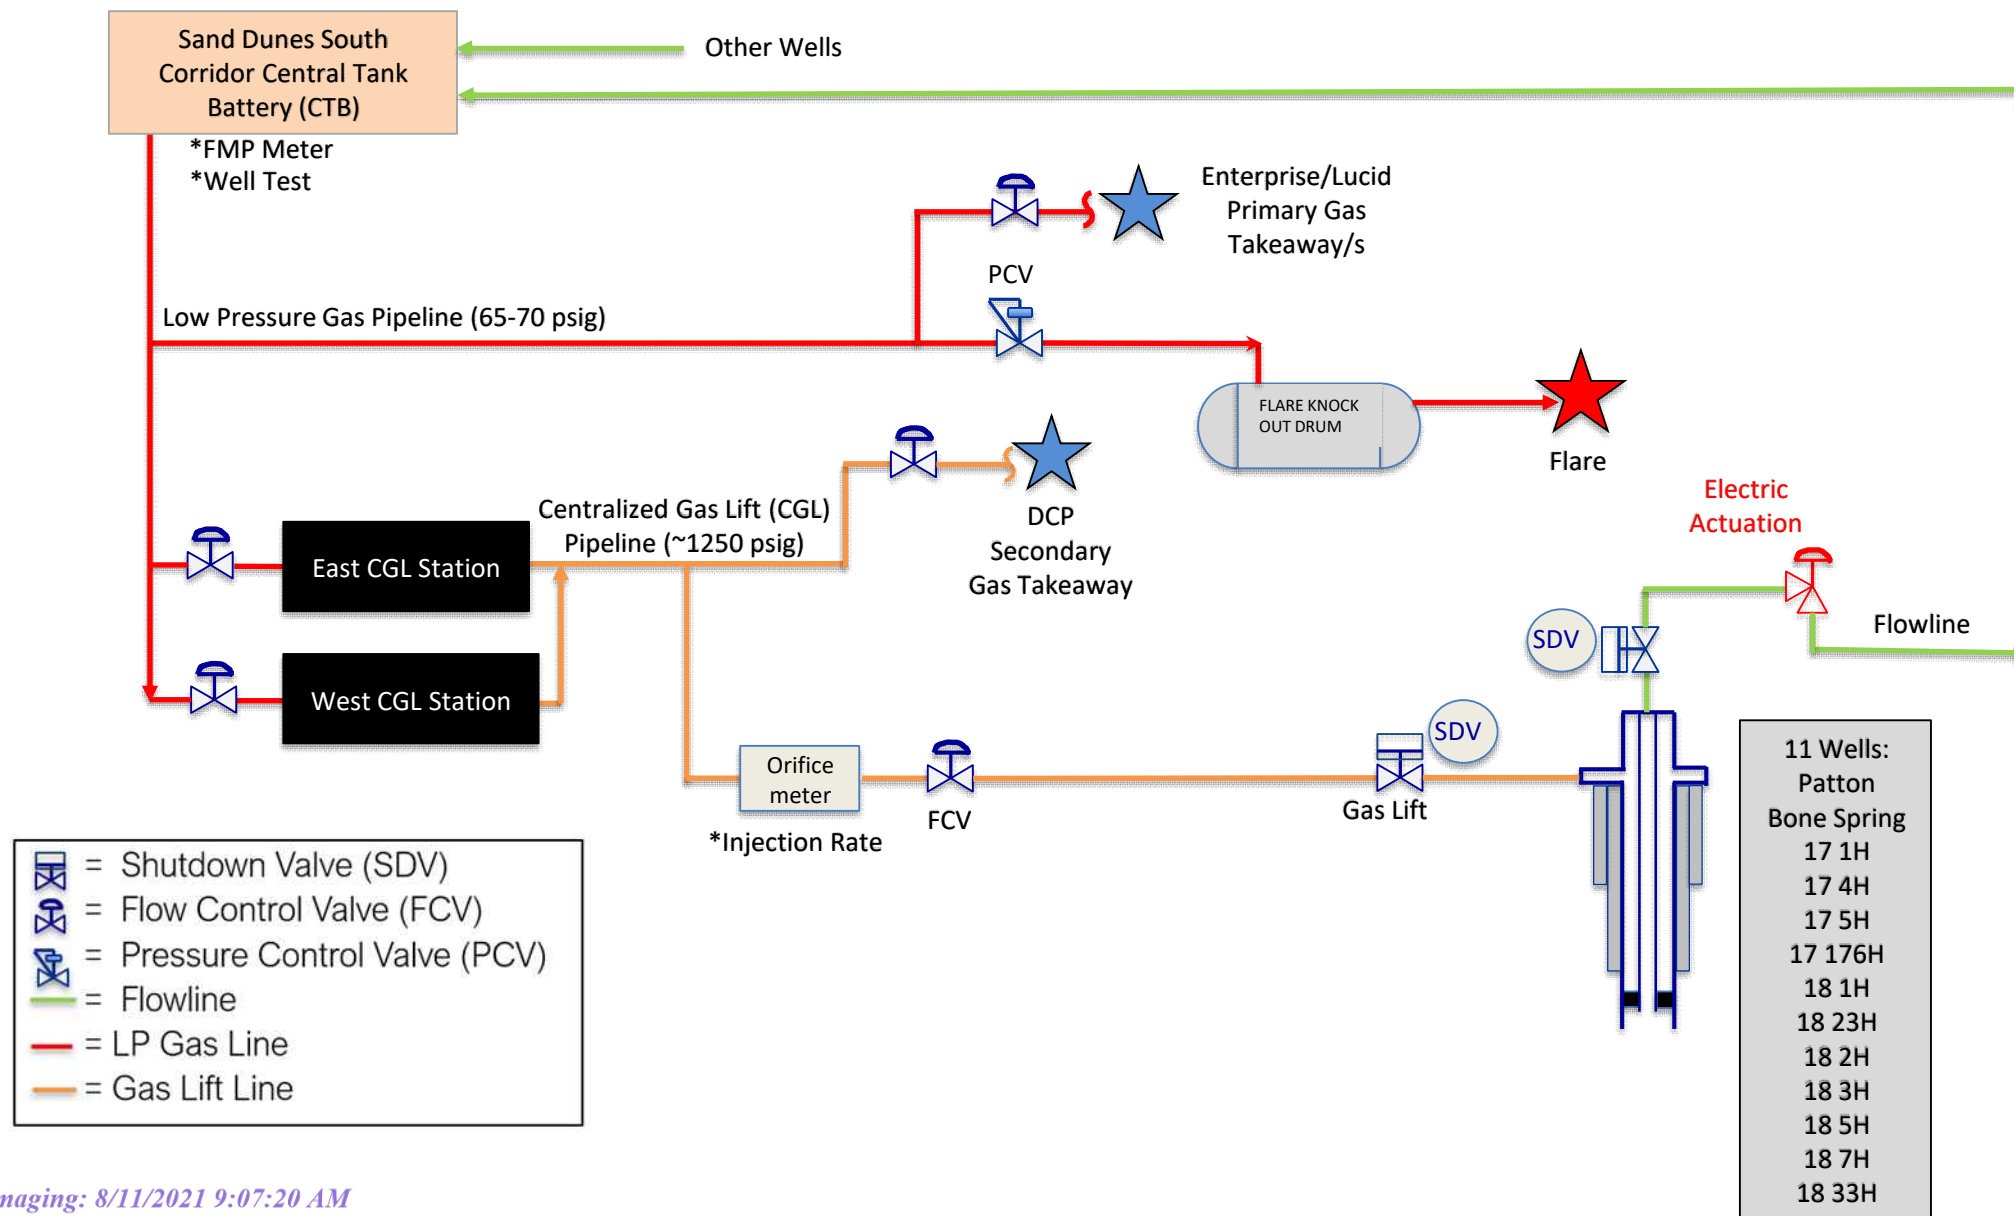 Sand Dunes South
Corridor Central Tank
Battery (CTB)
Other Wells
*FMP Meter
*Well Test
Enterprise/Lucid
Primary Gas
Takeaway/s
PCV
Low Pressure Gas Pipeline (65-70 psig)
FLARE KNOCK
OUT DRUM
Flare
Centralized Gas Lift (CGL)
Pipeline (~1250 psig)
DCP
Secondary
Gas Takeaway
Electric
Actuation
East CGL Station
SDV
Flowline
West CGL Station
SDV
Orifice
meter
*Injection Rate
FCV
Gas Lift
11 Wells:
Patton
Bone Spring
17 1H
17 4H
17 5H
17 176H
18 1H
18 23H
18 2H
18 3H
18 5H
18 7H
18 33H
= Shutdown Valve (SDV)
= Flow Control Valve (FCV)
= Pressure Control Valve (PCV)
= Flowline
= LP Gas Line
= Gas Lift Line
maging: 8/11/2021 9:07:20 AM